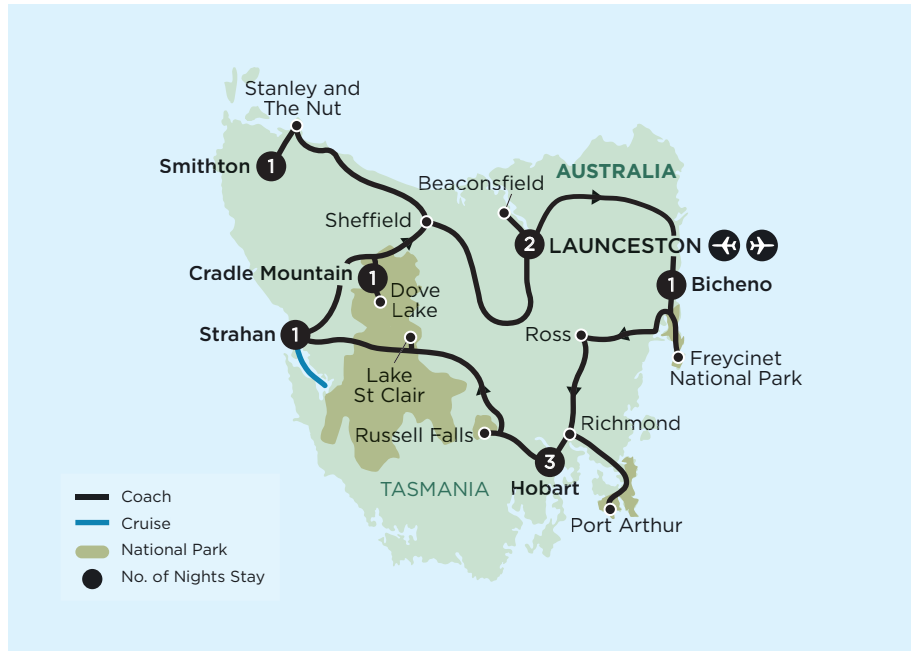 Stanley and
The Nut
Smithton
1
AUSTRALIA
Beaconsfield
Sheffield
2
LAUNCESTON
Cradle Mountain
1
Dove
Lake
1
Bicheno
Strahan
1
Ross
Freycinet
National Park
Lake
St Clair
Richmond
Russell Falls
3
Hobart
TASMANIA
Port Arthur
Coach
Cruise
National Park
No. of Nights Stay